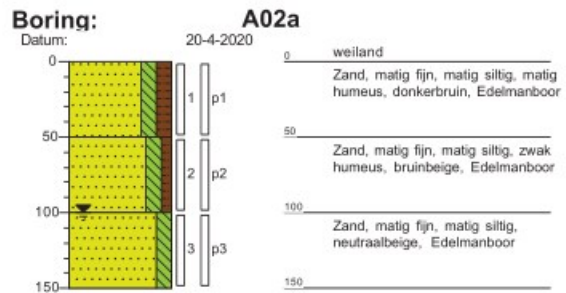 Boring: A02a
Datum: 20-4-2020
0
50
100
150
1 p1
2 p2
3 p3
0 weiland
Zand, matig fijn, matig siltig, matig
humeus, donkerbruin, Edelmanboor
50
Zand, matig fijn, matig siltig, zwak
humeus, bruinbeige, Edelmanboor
100
Zand, matig fijn, matig siltig,
neutraalbeige, Edelmanboor
150